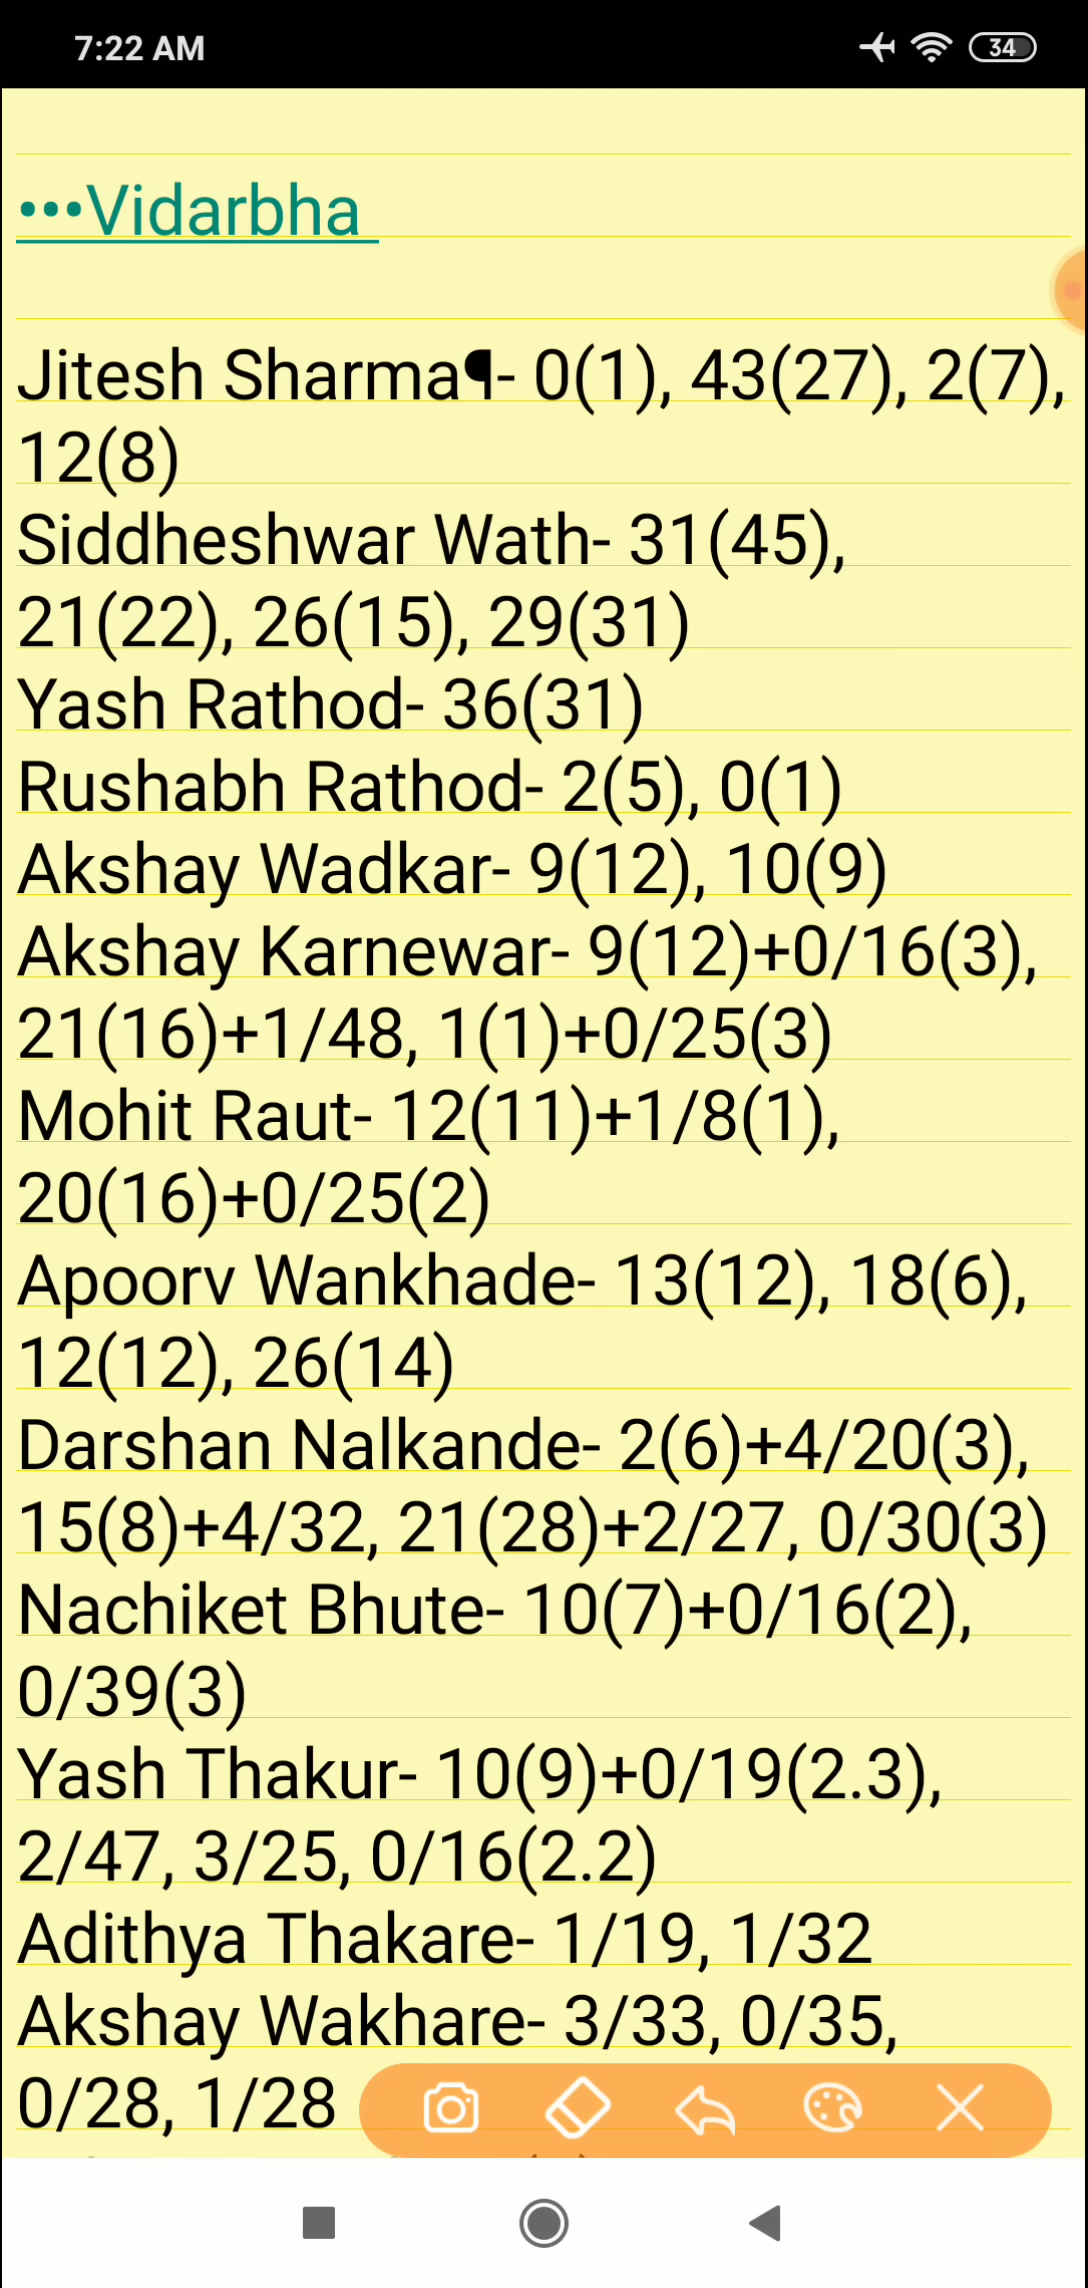 7:22 AM
34
•••Vidarbha
Jitesh Sharma¶- 0(1), 43(27), 2(7),
12(8)
Siddheshwar Wath- 31(45),
21(22), 26(15), 29(31)
Yash Rathod- 36(31)
Rushabh Rathod- 2(5), 0(1)
Akshay Wadkar- 9(12), 10(9)
Akshay Karnewar- 9(12)+0/16(3),
21(16)+1/48, 1(1)+0/25(3)
Mohit Raut- 12(11)+1/8(1),
20(16)+0/25(2)
Apoorv Wankhade- 13(12), 18(6),
12(12), 26(14)
Darshan Nalkande- 2(6)+4/20(3),
15(8)+4/32, 21(28)+2/27, 0/30(3)
Nachiket Bhute- 10(7)+0/16(2),
0/39(3)
Yash Thakur- 10(9)+0/19(2.3),
2/47, 3/25, 0/16(2.2)
Adithya Thakare- 1/19, 1/32
Akshay Wakhare- 3/33, 0/35,
0/28, 1/28